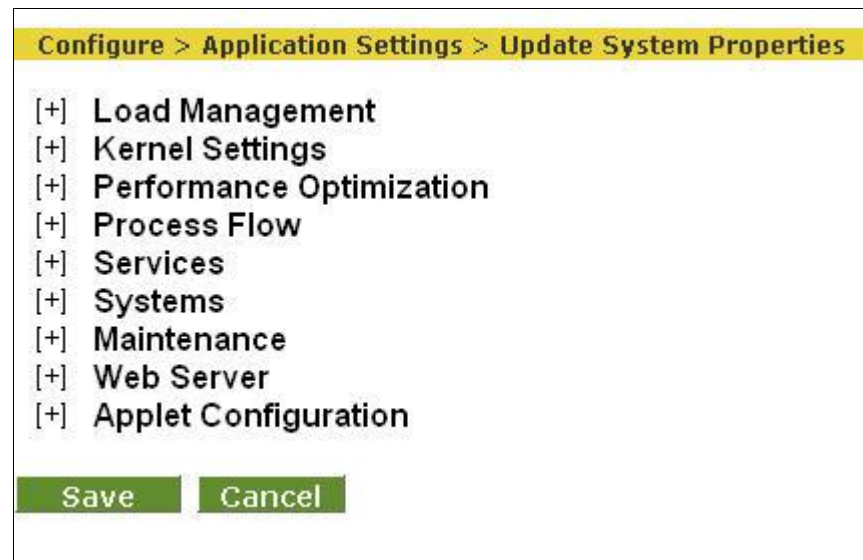 Configure > Application Settings > Update System Properties
[+] Load Management
[+] Kernel Settings
[+] Performance Optimization
[+] Process Flow
[+] Services
[+] Systems
[+] Maintenance
[+] Web Server
[+] Applet Configuration
Save Cancel